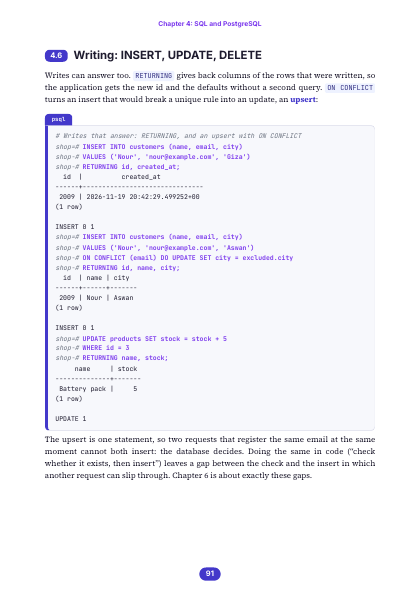 Chapter 4: SQL and PostgreSQL
4.6 Writing: INSERT, UPDATE, DELETE
Writes can answer too. RETURNING gives back columns of the rows that were written, so
the application gets the new id and the defaults without a second query. ON CONFLICT
turns an insert that would break a unique rule into an update, an upsert:
psql
# Writes that answer: RETURNING, and an upsert with ON CONFLICT
shop=# INSERT INTO customers (name, email, city)
shop-# VALUES ('Nour', 'nour@example.com', 'Giza')
shop-# RETURNING id, created_at;
  id  |          created_at
------+-------------------------------
 2009 | 2026-11-19 20:42:29.499252+00
(1 row)

INSERT 0 1
shop=# INSERT INTO customers (name, email, city)
shop-# VALUES ('Nour', 'nour@example.com', 'Aswan')
shop-# ON CONFLICT (email) DO UPDATE SET city = excluded.city
shop-# RETURNING id, name, city;
  id  | name | city
------+------+-------
 2009 | Nour | Aswan
(1 row)

INSERT 0 1
shop=# UPDATE products SET stock = stock + 5
shop-# WHERE id = 3
shop-# RETURNING name, stock;
     name     | stock
--------------+-------
 Battery pack |     5
(1 row)

UPDATE 1
The upsert is one statement, so two requests that register the same email at the same
moment cannot both insert: the database decides. Doing the same in code (“check
whether it exists, then insert”) leaves a gap between the check and the insert in which
another request can slip through. Chapter 6 is about exactly these gaps.
91